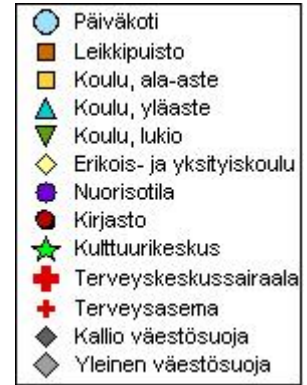 Päiväkoti
Leikkipuisto
Koulu, ala-aste
Koulu, yläaste
Koulu, lukio
Erikois- ja yksityiskoulu
Nuorisotila
Kirjasto
Kulttuurikeskus
Terveyskeskussairaala
Terveysasema
Kallio väestösuoja
Yleinen väestösuoja